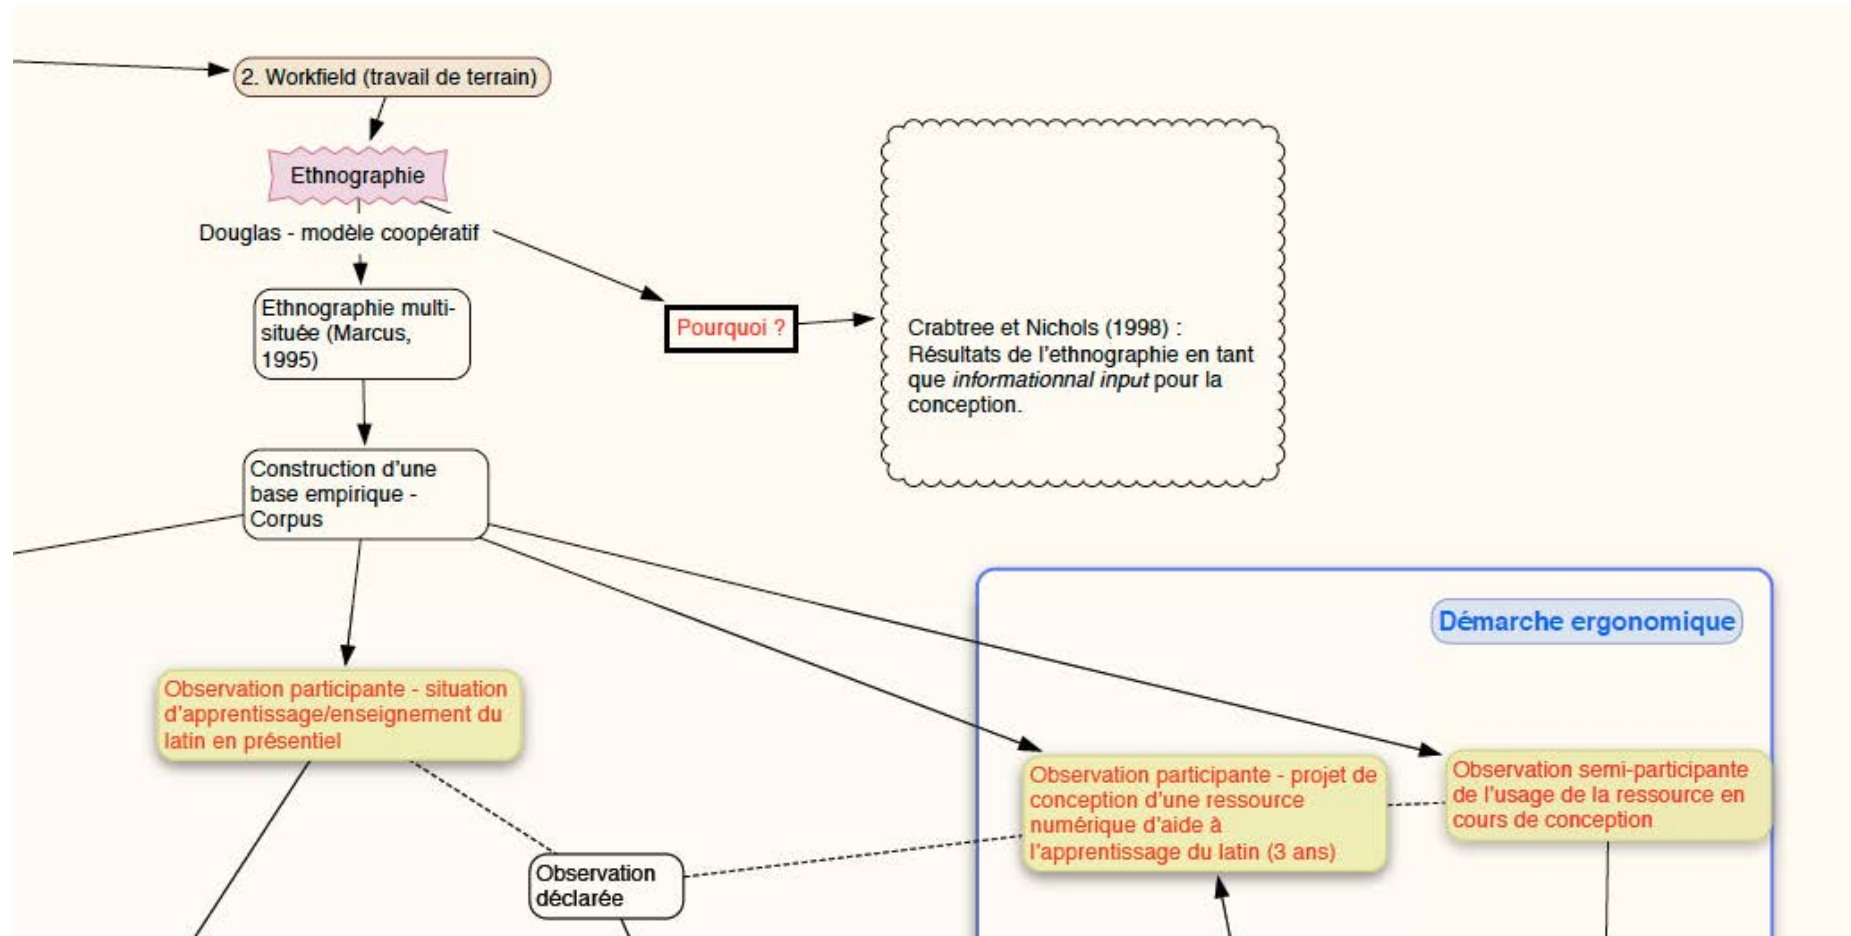 2. Workfield (travail de terrain)
Ethnographie
Douglas - modèle coopératif
Ethnographie multi-
située (Marcus,
1995)
Pourquoi ?
Crabtree et Nichols (1998) :
Résultats de l'ethnographie en tant
que informationnal input pour la
conception.
Construction d'une
base empirique -
Corpus
Démarche ergonomique
Observation participante - situation
d'apprentissage/enseignement du
latin en présentiel
Observation participante - projet de
conception d'une ressource
numérique d'aide à
l'apprentissage du latin (3 ans)
Observation semi-participante
de l'usage de la ressource en
cours de conception
Observation
déclarée